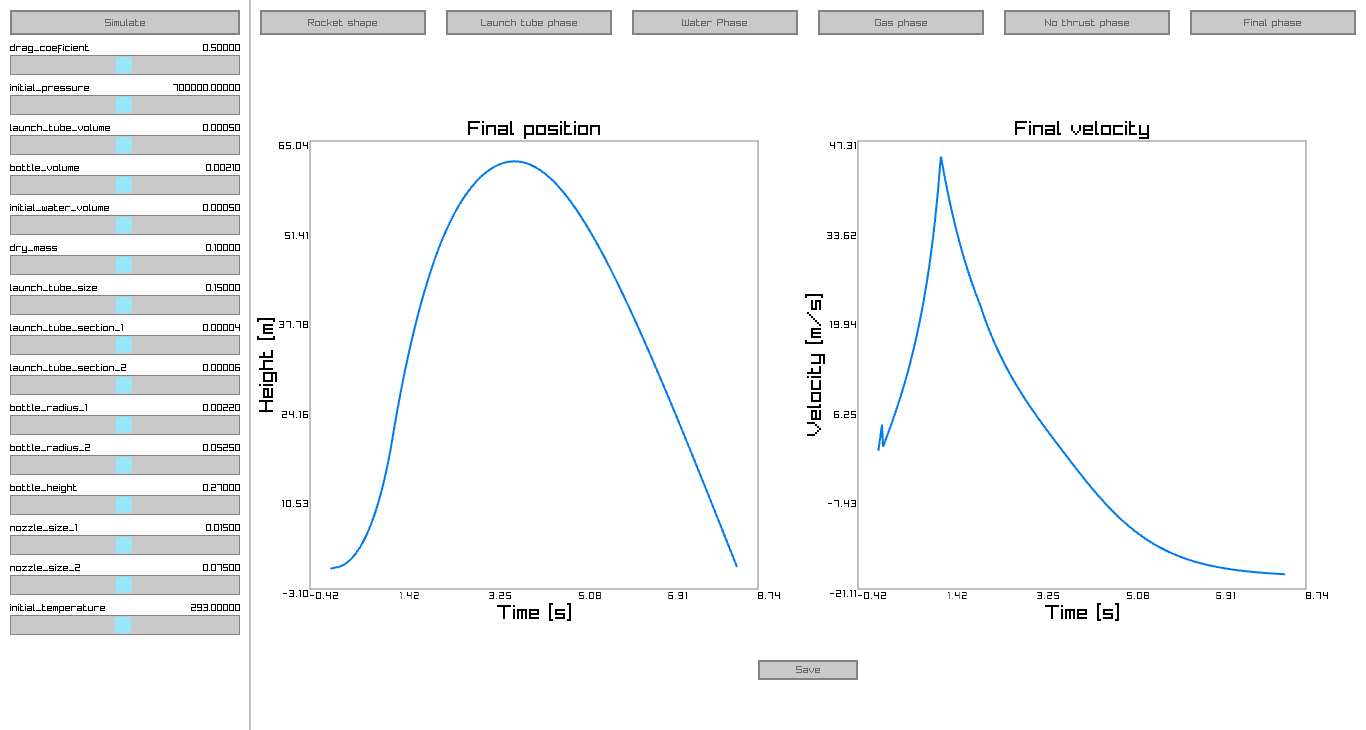 Simulate
Rocket shape
Launch tube phase
Water Phase
Gas phase
No thrust phase
Final phase
drag_coeficient 0.50000
initial_pressure 700000.00000
launch_tube_volume 0.00050
bottle_volume 0.00210
initial_water_volume 0.00050
dry_mass 0.10000
launch_tube_size 0.15000
launch_tube_section_1 0.00004
launch_tube_section_2 0.00006
bottle_radius_1 0.00220
bottle_radius_2 0.05250
bottle_height 0.27000
nozzle_size_1 0.01500
nozzle_size_2 0.07500
initial_temperature 293.00000
Final position
65.04
51.41
37.78
24.16
10.53
-3.10
Height [m]
-0.42 1.42 3.25 5.08 6.91 8.74
Time [s]
Final velocity
47.31
33.62
19.94
6.25
-7.43
-21.11
Velocity [m/s]
-0.42 1.42 3.25 5.08 6.91 8.74
Time [s]
Save